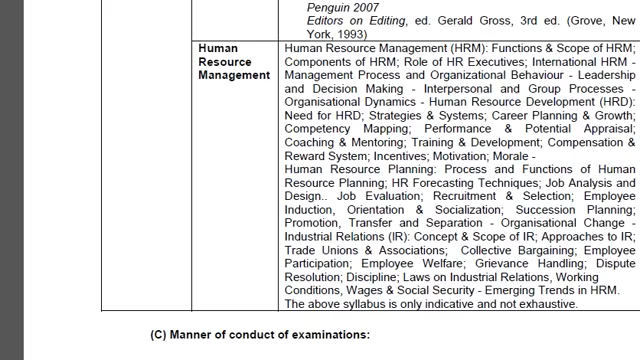 Penguin 2007
Editors on Editing, ed. Gerald Gross, 3rd ed. (Grove, New
York, 1993)
Human
Resource
Management
Human Resource Management (HRM): Functions & Scope of HRM;
Components of HRM; Role of HR Executives; International HRM -
Management Process and Organizational Behaviour - Leadership
and Decision Making - Interpersonal and Group Processes -
Organisational Dynamics - Human Resource Development (HRD):
Need for HRD; Strategies & Systems; Career Planning & Growth;
Competency Mapping; Performance & Potential Appraisal;
Coaching & Mentoring; Training & Development; Compensation &
Reward System; Incentives; Motivation; Morale -
Human Resource Planning: Process and Functions of Human
Resource Planning; HR Forecasting Techniques; Job Analysis and
Design.. Job Evaluation; Recruitment & Selection; Employee
Induction, Orientation & Socialization; Succession Planning;
Promotion, Transfer and Separation - Organisational Change -
Industrial Relations (IR): Concept & Scope of IR; Approaches to IR;
Trade Unions & Associations; Collective Bargaining; Employee
Participation; Employee Welfare; Grievance Handling; Dispute
Resolution; Discipline; Laws on Industrial Relations, Working
Conditions, Wages & Social Security - Emerging Trends in HRM.
The above syllabus is only indicative and not exhaustive.
(C) Manner of conduct of examinations: